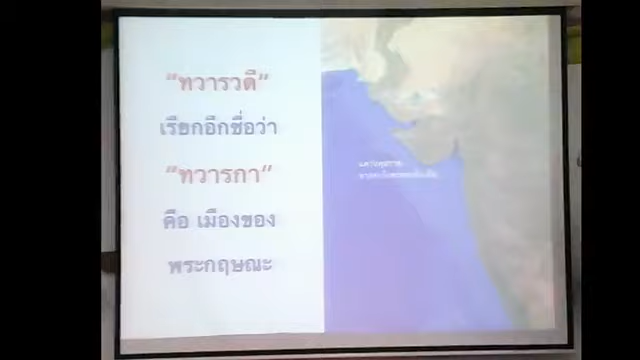 “ทวารวดี”
เรียกอีกชื่อว่า
“ทวารกา”
คือ เมืองของ
พระกฤษณะ